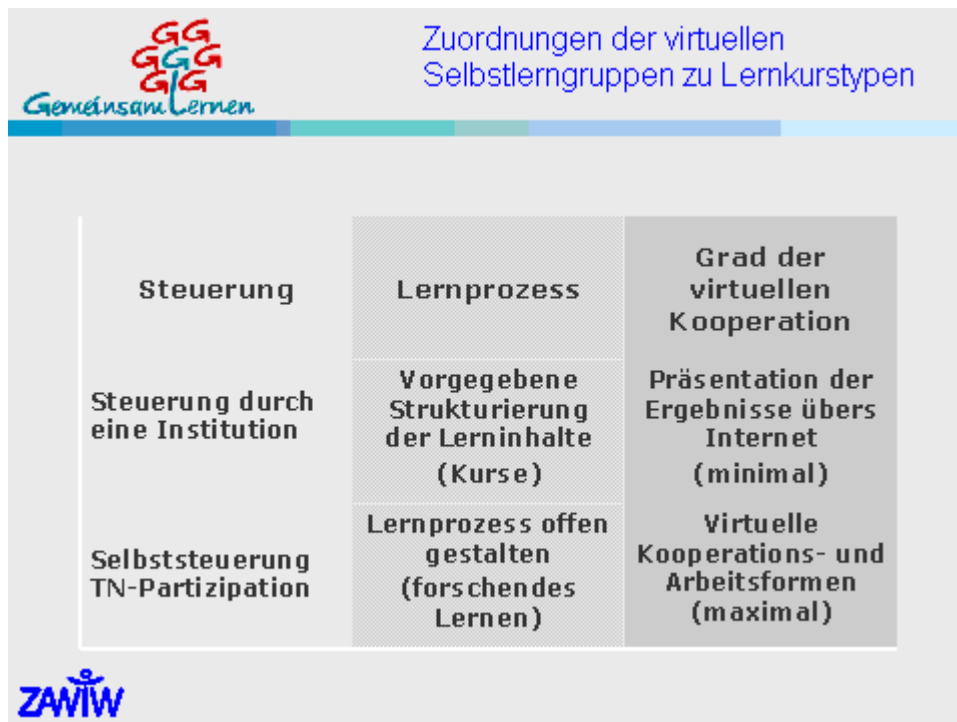 GG
GGG
GG
Gemeinsam Lernen
Zuordnungen der virtuellen
Selbstlerngruppen zu Lernkurstypen
Steuerung
Lernprozess
Grad der
virtuellen
Kooperation
Steuerung durch
eine Institution
Vorgegebene
Strukturierung
der Lerninhalte
(Kurse)
Präsentation der
Ergebnisse übers
Internet
(minimal)
Selbststeuerung
TN-Partizipation
Lernprozess offen
gestalten
(forschendes
Lernen)
Virtuelle
Kooperations- und
Arbeitsformen
(maximal)
ZAWiW